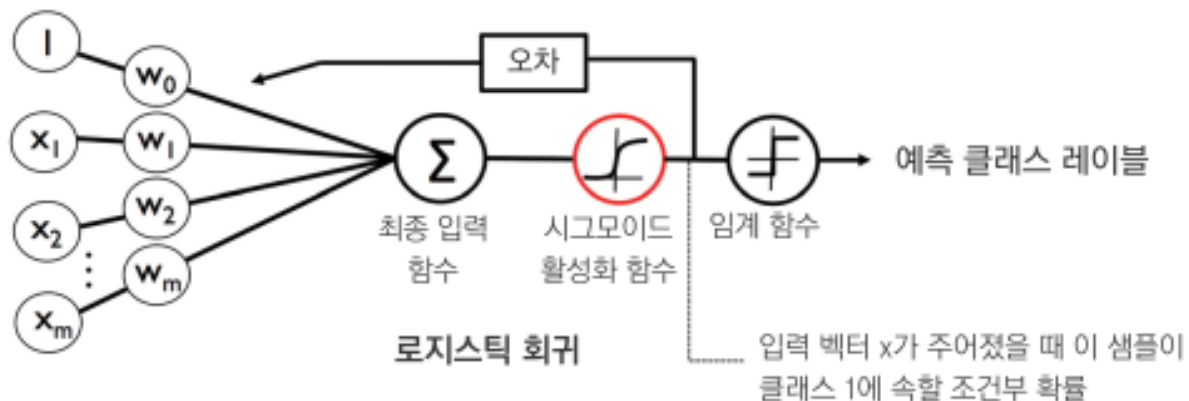 1
w0
오차
x1
w1
Σ
예측 클래스 레이블
x2
w2
⋮
wm
xm
최종 입력
함수
시그모이드
활성화 함수
임계 함수
로지스틱 회귀
입력 벡터 x가 주어졌을 때 이 샘플이
클래스 1에 속할 조건부 확률